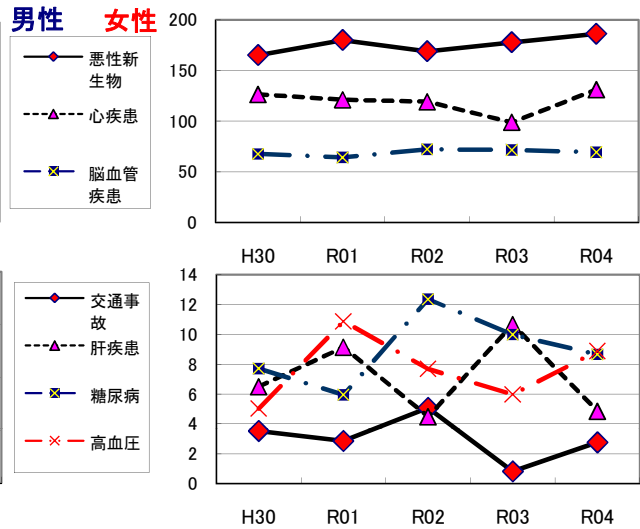 男性 女性
悪性新
生物
心疾患
脳血管
疾患
200
150
100
50
0
H30 R01 R02 R03 R04
交通事
故
肝疾患
糖尿病
高血圧
14
12
10
8
6
4
2
0
H30 R01 R02 R03 R04